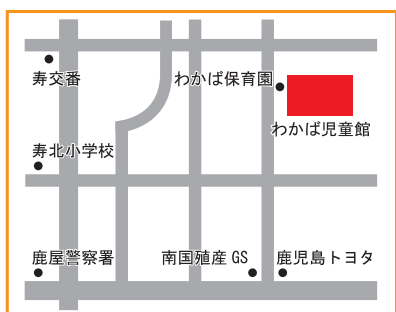 寿交番
わかば保育園
わかば児童館
寿北小学校
鹿屋警察署
南国殖産 GS
鹿児島トヨタ